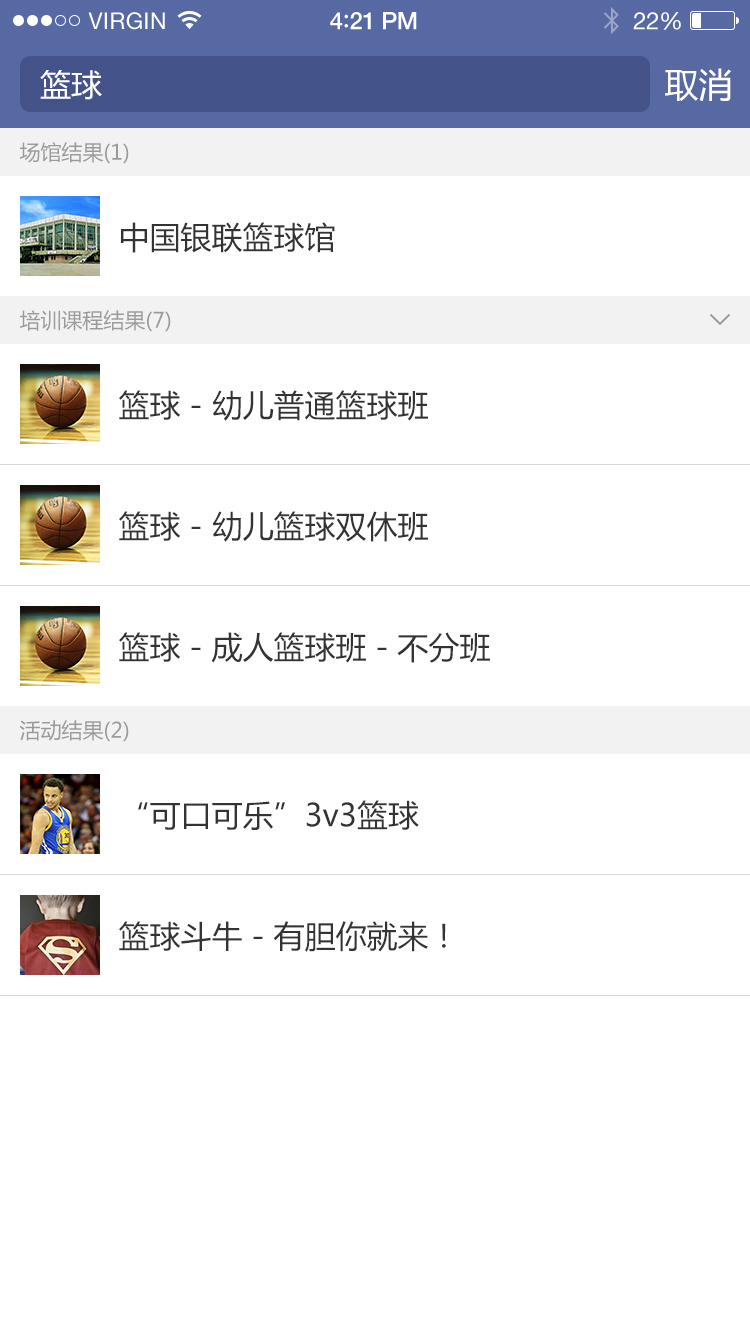 VIRGIN 4:21 PM 22%
篮球 取消
场馆结果(1)
中国银联篮球馆
培训课程结果(7)
篮球 - 幼儿普通篮球班
篮球 - 幼儿篮球双休班
篮球 - 成人篮球班 - 不分班
活动结果(2)
“可口可乐”3v3篮球
篮球斗牛 - 有胆你就来！